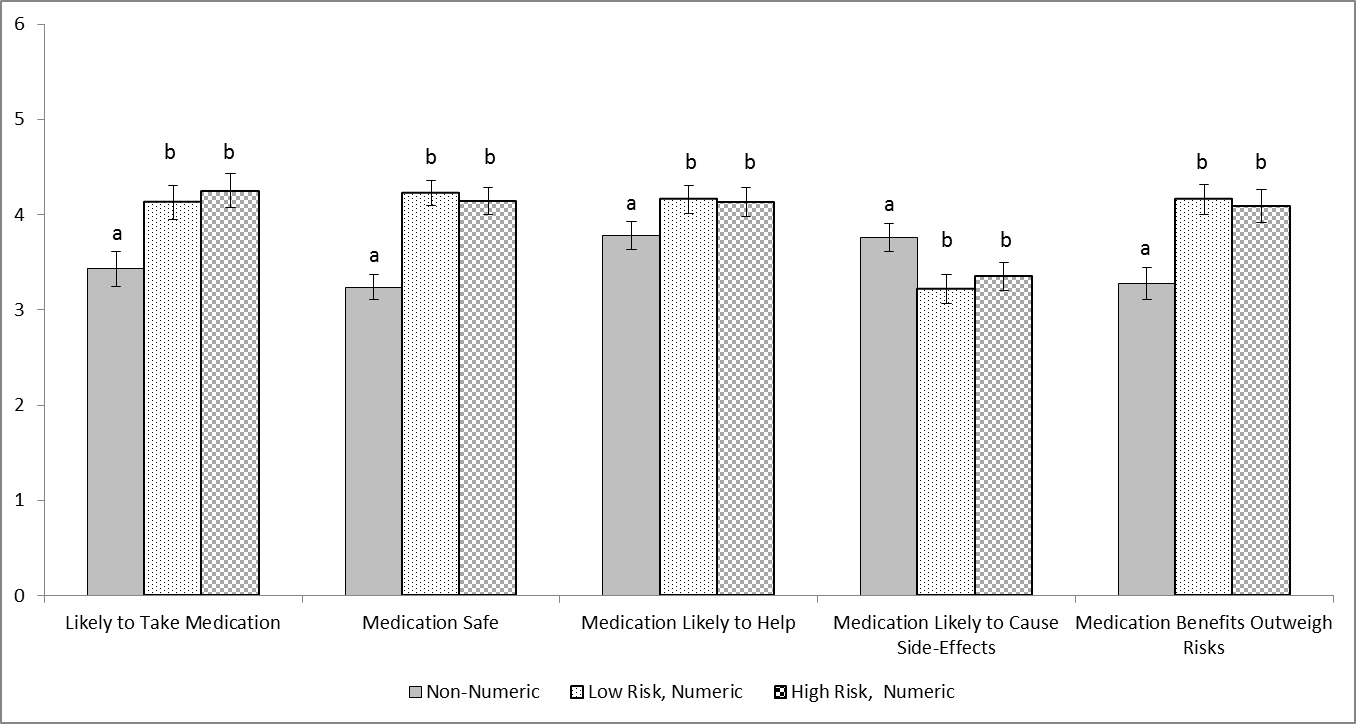 6
5
4
3
2
1
0
a b b
a b b
a b b
a b b
a b b
Likely to Take Medication
Medication Safe
Medication Likely to Help
Medication Likely to Cause
Side-Effects
Medication Benefits Outweigh
Risks
Non-Numeric Low Risk, Numeric High Risk, Numeric